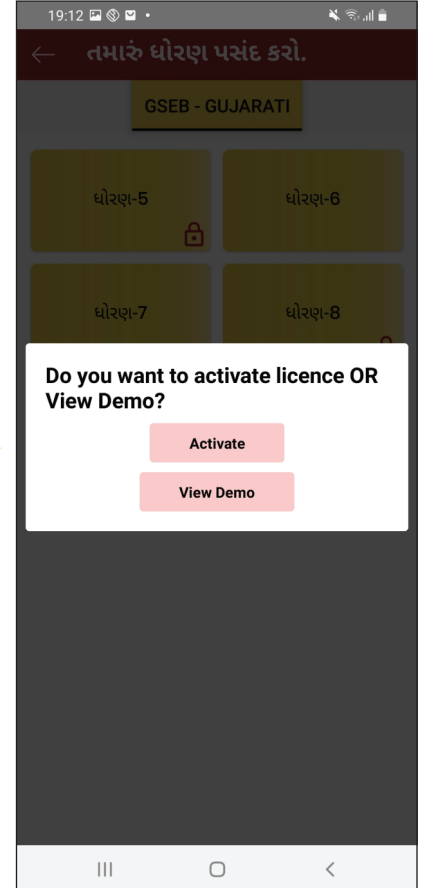 19:12
તમારું ધોરણ પસંદ કરો.
GSEB - GUJARATI
ધોરણ-5
ધોરણ-6
ધોરણ-7
ધોરણ-8
Do you want to activate licence OR
View Demo?
Activate
View Demo